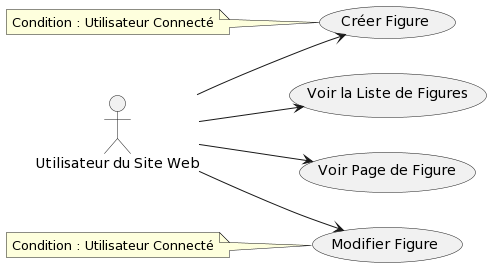 Condition : Utilisateur Connecté
Créer Figure
Voir la Liste de Figures
Utilisateur du Site Web
Voir Page de Figure
Condition : Utilisateur Connecté
Modifier Figure